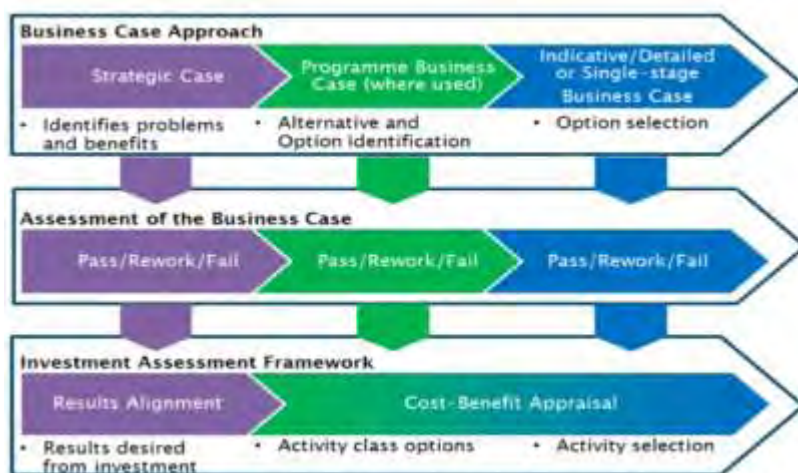 Business Case Approach
Strategic Case
Programme Business
Case (where used)
Indicative/Detailed
or Single-stage
Business Case
• Identifies problems
and benefits
• Alternative and
Option identification
• Option selection
Assessment of the Business Case
Pass/Rework/Fail
Pass/Rework/Fail
Pass/Rework/Fail
Investment Assessment Framework
Results Alignment
Cost-Benefit Appraisal
• Results desired
from investment
• Activity class options
• Activity selection